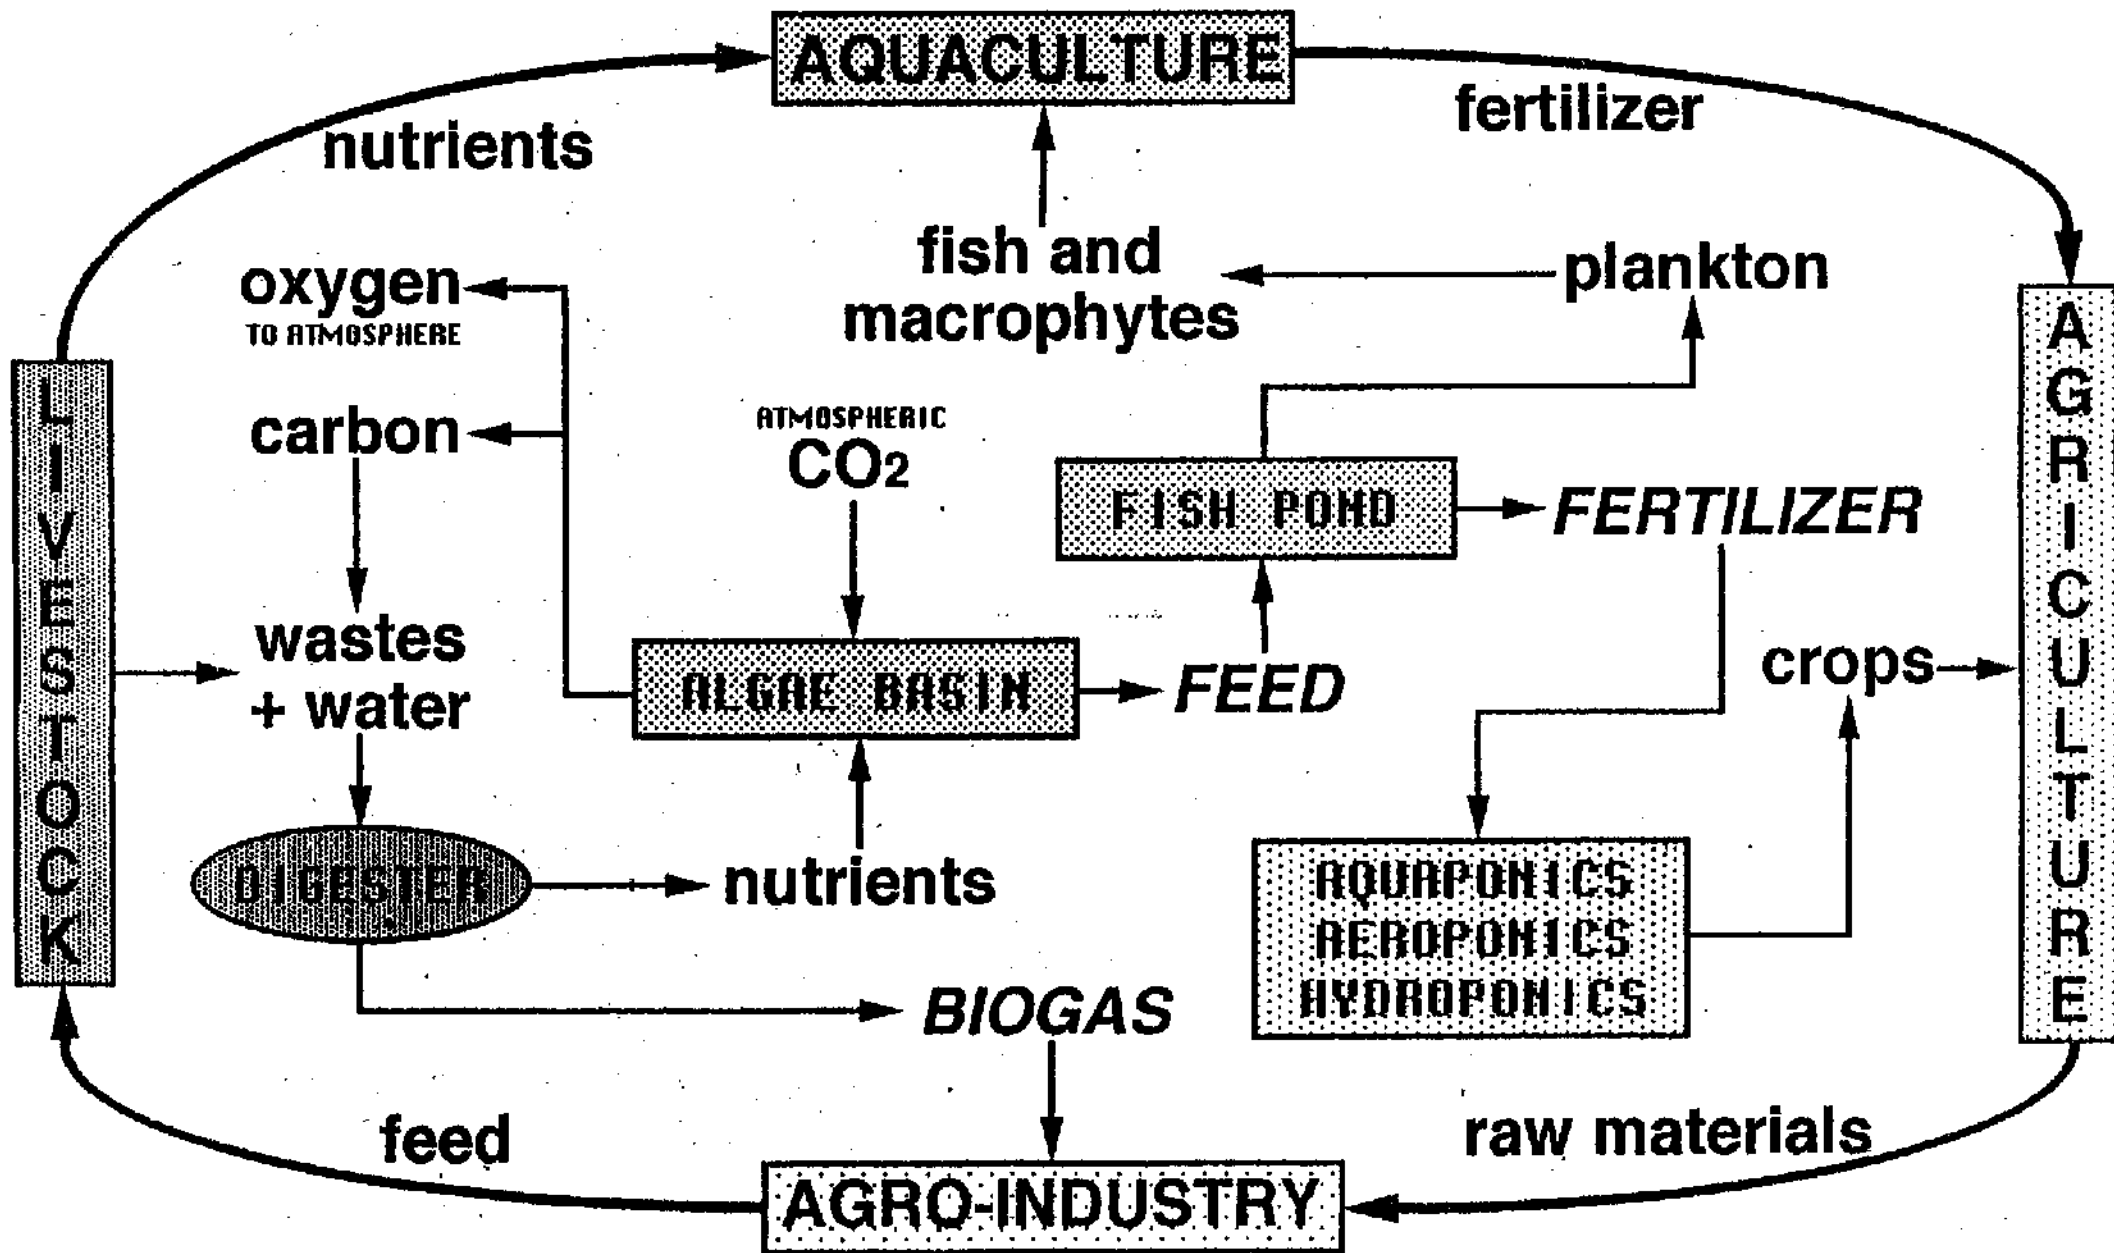 AQUACULTURE
fertilizer
nutrients
fish and
macrophytes
plankton
oxygen
TO ATMOSPHERE
carbon
ATMOSPHERIC
CO2
FISH POND
FERTILIZER
LIVESTOCK
AGRICULTURE
wastes
+ water
ALGAE BASIN
FEED
crops
DIGESTER
nutrients
AQUAPONICS
AEROPONICS
HYDROPONICS
BIOGAS
feed
raw materials
AGRO-INDUSTRY